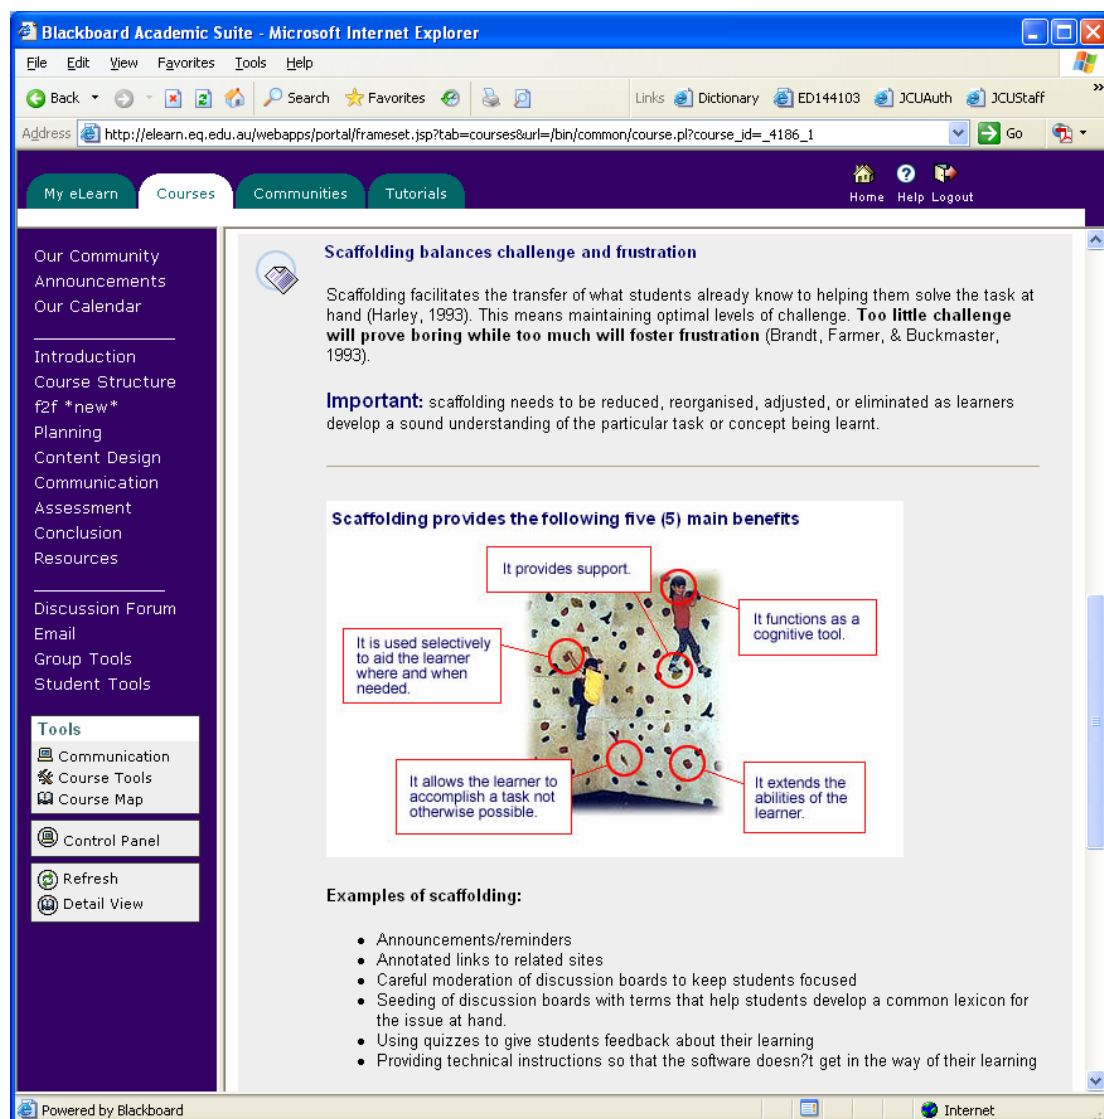 Blackboard Academic Suite - Microsoft Internet Explorer
File Edit View Favorites Tools Help
Back Search Favorites Links Dictionary ED144103 JCUAuth JCUStaff »
Address http://elearn.eq.edu.au/webapps/portal/frameset.jsp?tab=courses&url=/bin/common/course.pl?course_id=_4186_1 Go
My eLearn Courses Communities Tutorials
Home Help Logout
Our Community
Announcements
Our Calendar
Introduction
Course Structure
f2f *new*
Planning
Content Design
Communication
Assessment
Conclusion
Resources
Discussion Forum
Email
Group Tools
Student Tools
Tools
Communication
Course Tools
Course Map
Control Panel
Refresh
Detail View
Scaffolding balances challenge and frustration
Scaffolding facilitates the transfer of what students already know to helping them solve the task at
hand (Harley, 1993). This means maintaining optimal levels of challenge. Too little challenge
will prove boring while too much will foster frustration (Brandt, Farmer, & Buckmaster,
1993).
Important: scaffolding needs to be reduced, reorganised, adjusted, or eliminated as learners
develop a sound understanding of the particular task or concept being learnt.
Scaffolding provides the following five (5) main benefits
It provides support.
It functions as a
cognitive tool.
It is used selectively
to aid the learner
where and when
needed.
It allows the learner to
accomplish a task not
otherwise possible.
It extends the
abilities of the
learner.
Examples of scaffolding:
• Announcements/reminders
• Annotated links to related sites
• Careful moderation of discussion boards to keep students focused
• Seeding of discussion boards with terms that help students develop a common lexicon for
the issue at hand.
• Using quizzes to give students feedback about their learning
• Providing technical instructions so that the software doesn?t get in the way of their learning
Powered by Blackboard
Internet